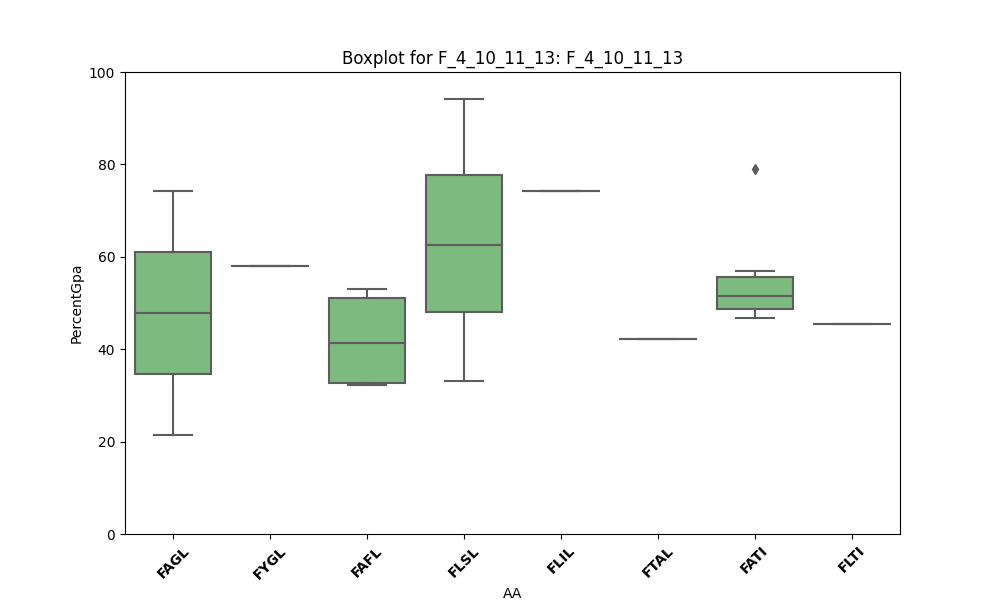 Boxplot for F_4_10_11_13: F_4_10_11_13
PercentGpa
100
80
60
40
20
0
FAGL FYGL FAFL FLSL FLIL FTAL FATI FLTI
AA